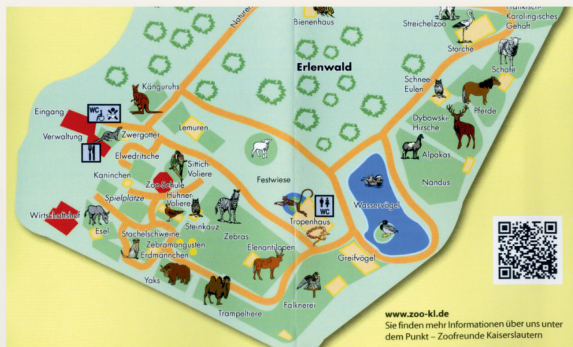 Bienenhaus
Streichelzoo
Karolingisches
Gehöft
Störche
Erlenwald
Schafe
Schnee
Eulen
Pferde
Känguruhs
Eingang
WC
Verwaltung
Zwergotter
Lemuren
Dybowski-
Hirsche
Elwedritsche
Sittich-
Voliere
Alpakas
Kaninchen
Zoo-Schule
Festwiese
Nandus
Hühner-
Voliere
Spielplätze
WC
Wasservögel
Wirtschaftshof
Tropenhaus
Steinkauz
Esel
Stachelschweine
Zebras
Zebramangusten
Elenantilopen
Erdmännchen
Greifvögel
Yaks
Falknerei
Trampeltiere
www.zoo-kl.de
Sie finden mehr Informationen über uns unter
dem Punkt – Zoofreunde Kaiserslautern